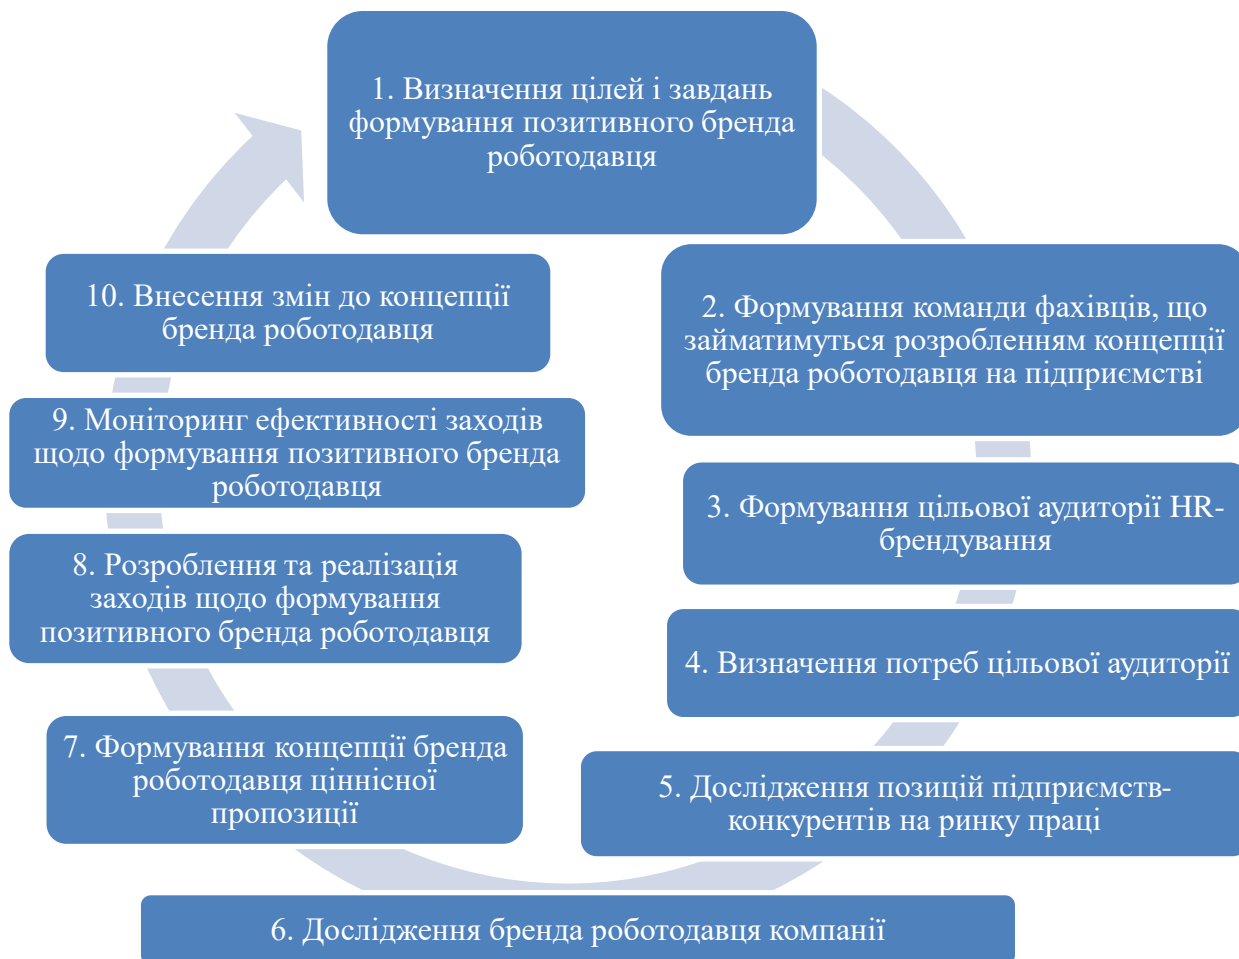 1. Визначення цілей і завдань
формування позитивного бренда
роботодавця
2. Формування команди фахівців, що
займатимуться розробленням концепції
бренда роботодавця на підприємстві
3. Формування цільової аудиторії HR-
брендування
4. Визначення потреб цільової аудиторії
5. Дослідження позицій підприємств-
конкурентів на ринку праці
6. Дослідження бренда роботодавця компанії
7. Формування концепції бренда
роботодавця ціннісної
пропозиції
8. Розроблення та реалізація
заходів щодо формування
позитивного бренда роботодавця
9. Моніторинг ефективності заходів
щодо формування позитивного бренда
роботодавця
10. Внесення змін до концепції
бренда роботодавця